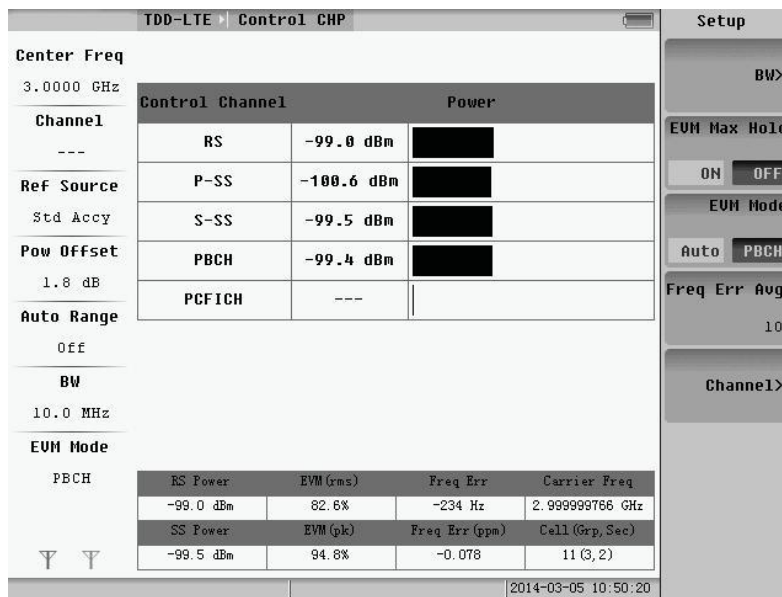 TDD-LTE Control CHP
Center Freq
3.0000 GHz
Channel
---
Ref Source
Std Accy
Pow Offset
1.8 dB
Auto Range
Off
BW
10.0 MHz
EVM Mode
PBCH
Control Channel Power
RS -99.0 dBm
P-SS -100.6 dBm
S-SS -99.5 dBm
PBCH -99.4 dBm
PCFICH ---
RS Power EVM(rms) Freq Err Carrier Freq
-99.0 dBm 82.6% -234 Hz 2.999999766 GHz
SS Power EVM(pk) Freq Err(ppm) Cell(Grp,Sec)
-99.5 dBm 94.8% -0.078 11(3,2)
2014-03-05 10:50:20
Setup
BW>
EVM Max Hold
ON OFF
EVM Mode
Auto PBCH
Freq Err Avg
10
Channel>